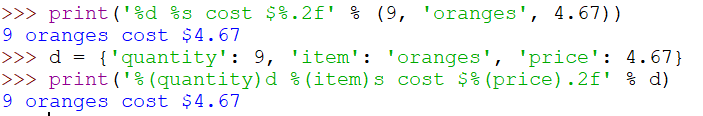 >>> print('%d %s cost $%.2f' % (9, 'oranges', 4.67))
9 oranges cost $4.67
>>> d = {'quantity': 9, 'item': 'oranges', 'price': 4.67}
>>> print('%(quantity)d %(item)s cost $%(price).2f' % d)
9 oranges cost $4.67